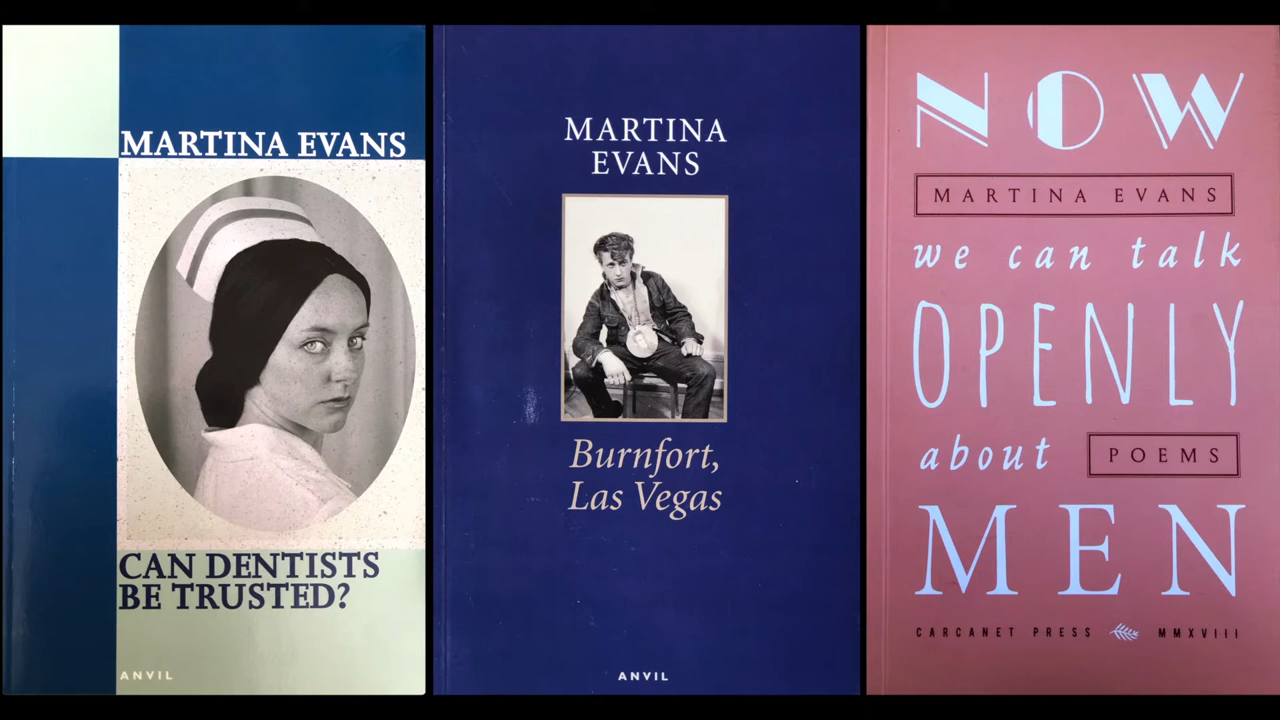 MARTINA EVANS
CAN DENTISTS
BE TRUSTED?
ANVIL
MARTINA
EVANS
Burnfort,
Las Vegas
ANVIL
NOW
MARTINA EVANS
we can talk
OPENLY
about POEMS
MEN
CARCANET PRESS MMXVIII